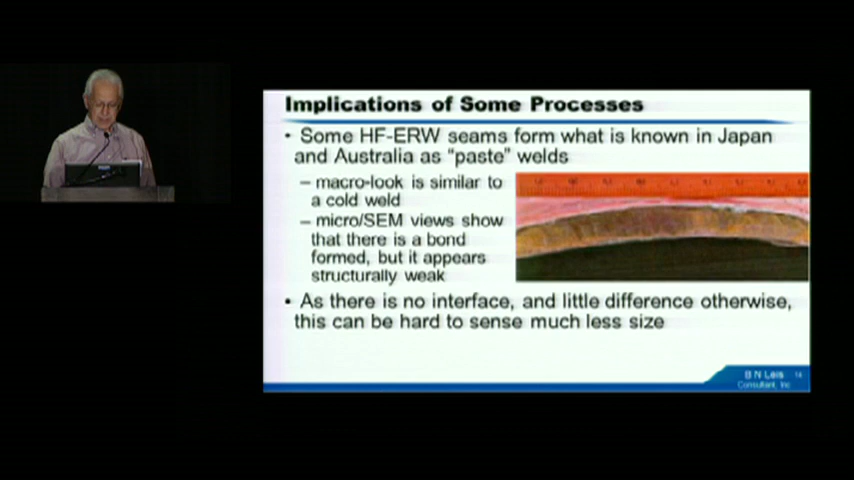 Implications of Some Processes
• Some HF-ERW seams form what is known in Japan
and Australia as “paste” welds
– macro-look is similar to
a cold weld
– micro/SEM views show
that there is a bond
formed, but it appears
structurally weak
• As there is no interface, and little difference otherwise,
this can be hard to sense much less size
B N Leis
Consultant, Inc
14